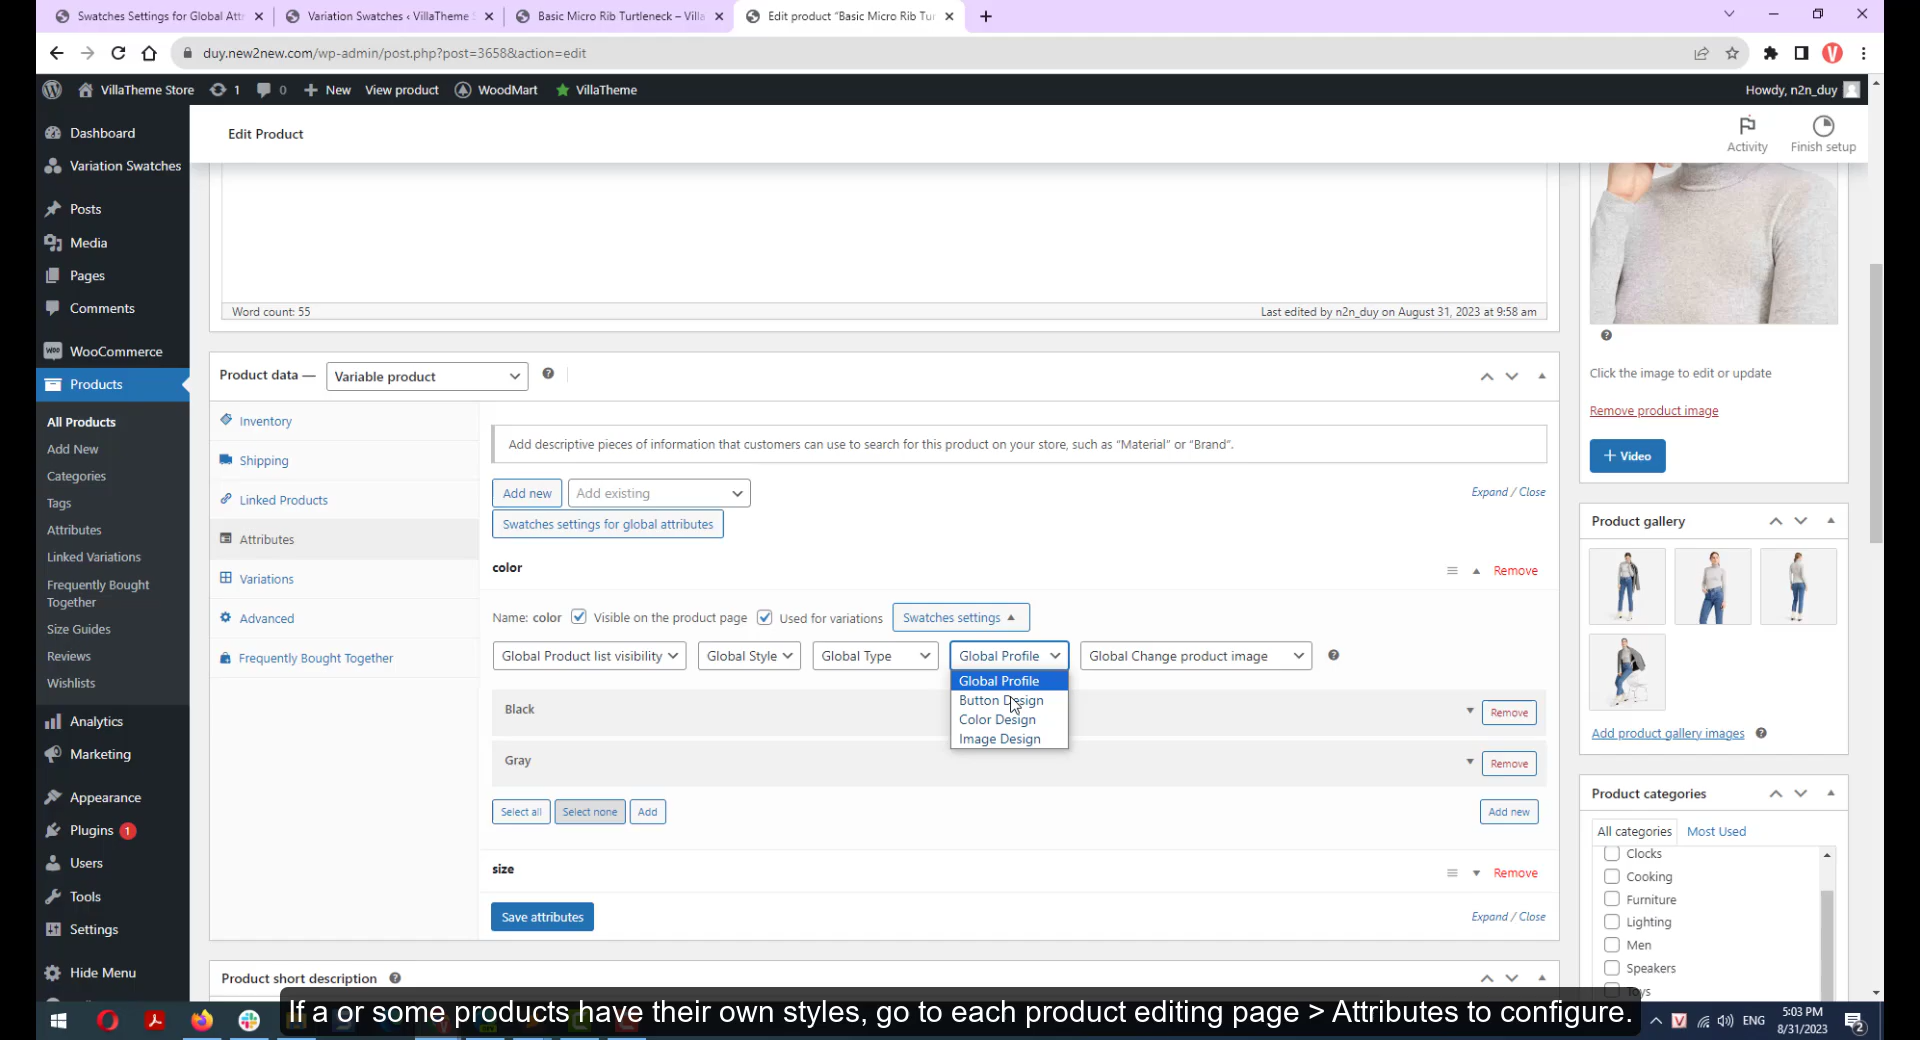 Swatches Settings for Global Attr
Variation Swatches ‹ VillaTheme S
Basic Micro Rib Turtleneck – Villa
Edit product "Basic Micro Rib Tur
duy.new2new.com/wp-admin/post.php?post=3658&action=edit
VillaTheme Store
1
0
New
View product
WoodMart
VillaTheme
Howdy, n2n_duy
Dashboard
Variation Swatches
Posts
Media
Pages
Comments
WooCommerce
Products
All Products
Add New
Categories
Tags
Attributes
Linked Variations
Frequently Bought
Together
Size Guides
Reviews
Wishlists
Analytics
Marketing
Appearance
Plugins 1
Users
Tools
Settings
Hide Menu
Edit Product
Activity
Finish setup
Word count: 55
Last edited by n2n_duy on August 31, 2023 at 9:58 am
Product data —
Variable product
Inventory
Shipping
Linked Products
Attributes
Variations
Advanced
Frequently Bought Together
Add descriptive pieces of information that customers can use to search for this product on your store, such as "Material" or "Brand".
Add new
Add existing
Expand / Close
Swatches settings for global attributes
color
Remove
Name: color
Visible on the product page
Used for variations
Swatches settings
Global Product list visibility
Global Style
Global Type
Global Profile
Global Change product image
Global Profile
Button Design
Color Design
Image Design
Black
Remove
Gray
Remove
Select all
Select none
Add
Add new
size
Remove
Save attributes
Expand / Close
Product short description
Click the image to edit or update
Remove product image
+ Video
Product gallery
Add product gallery images
Product categories
All categories
Most Used
Clocks
Cooking
Furniture
Lighting
Men
Speakers
Toys
If a or some products have their own styles, go to each product editing page > Attributes to configure.
ENG
5:03 PM
8/31/2023
2